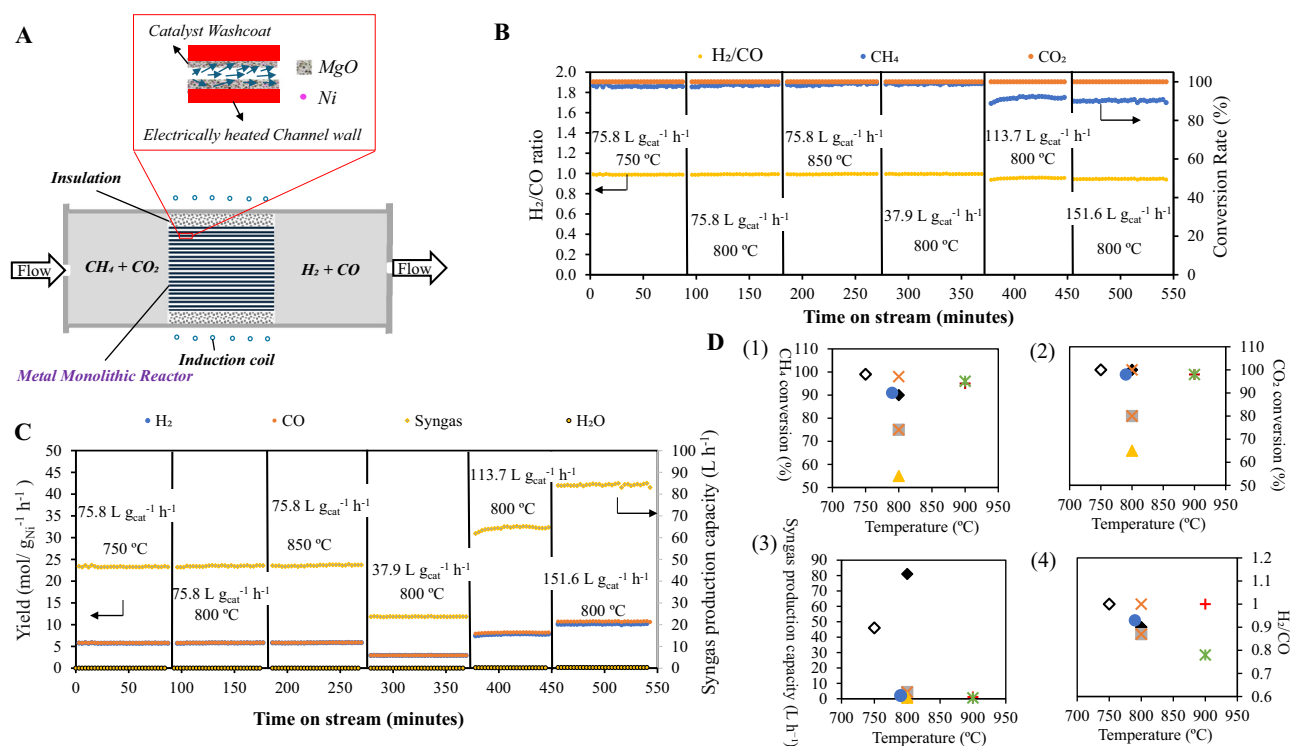 A
Catalyst Washcoat
MgO
Ni
Electrically heated Channel wall
Insulation
Flow
CH₄ + CO₂
H₂ + CO
Flow
Induction coil
Metal Monolithic Reactor
B
H₂/CO
CH₄
CO₂
H₂/CO ratio
2.0
1.8
1.6
1.4
1.2
1.0
0.8
0.6
0.4
0.2
0.0
75.8 L g_cat⁻¹ h⁻¹
750 ºC
75.8 L g_cat⁻¹ h⁻¹
800 ºC
75.8 L g_cat⁻¹ h⁻¹
850 ºC
37.9 L g_cat⁻¹ h⁻¹
800 ºC
113.7 L g_cat⁻¹ h⁻¹
800 ºC
151.6 L g_cat⁻¹ h⁻¹
800 ºC
100
80
60
40
20
0
Conversion Rate (%)
0 50 100 150 200 250 300 350 400 450 500 550
Time on stream (minutes)
C
H₂
CO
Syngas
H₂O
Yield (mol/ g_Ni⁻¹ h⁻¹ )
50
45
40
35
30
25
20
15
10
5
0
75.8 L g_cat⁻¹ h⁻¹
750 ºC
75.8 L g_cat⁻¹ h⁻¹
800 ºC
75.8 L g_cat⁻¹ h⁻¹
850 ºC
37.9 L g_cat⁻¹ h⁻¹
800 ºC
113.7 L g_cat⁻¹ h⁻¹
800 ºC
151.6 L g_cat⁻¹ h⁻¹
800 ºC
100
90
80
70
60
50
40
30
20
10
0
Syngas production capacity (L h⁻¹)
0 50 100 150 200 250 300 350 400 450 500 550
Time on stream (minutes)
D
(1)
CH₄ conversion (%)
110
100
90
80
70
60
50
700 750 800 850 900 950
Temperature (ºC)
(2)
110
100
90
80
70
60
50
CO₂ conversion (%)
700 750 800 850 900 950
Temperature (ºC)
(3)
Syngas production capacity (L h⁻¹)
90
80
70
60
50
40
30
20
10
0
700 750 800 850 900 950
Temperature (ºC)
(4)
1.2
1.1
1
0.9
0.8
0.7
0.6
H₂/CO
700 750 800 850 900 950
Temperature (ºC)